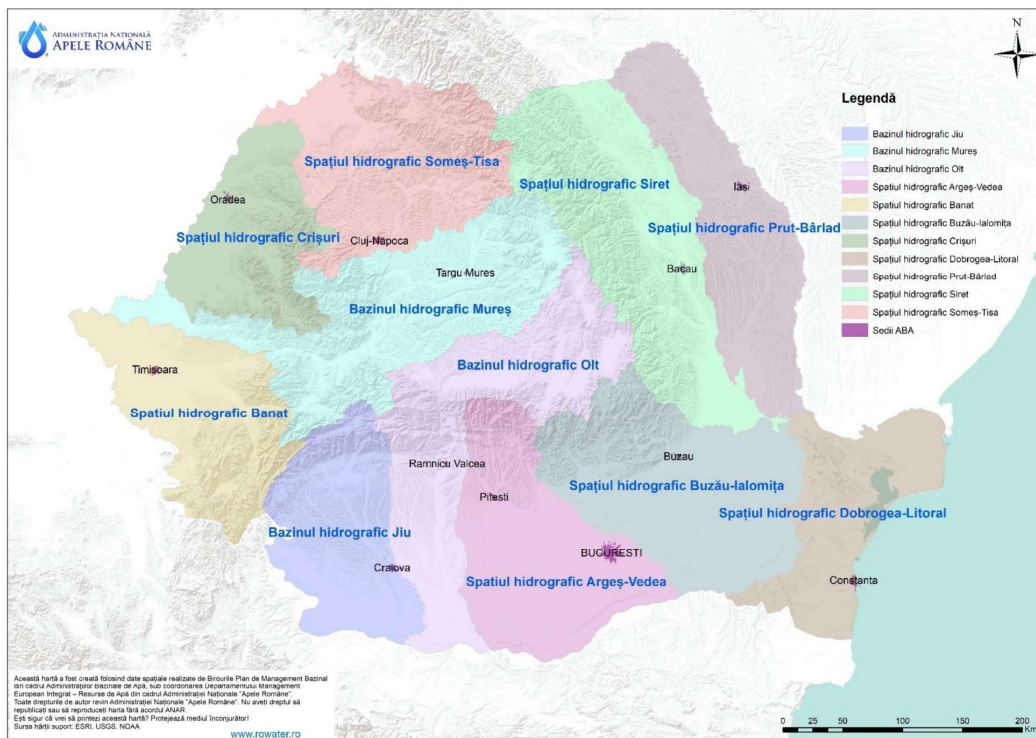 ADMINISTRAȚIA NAȚIONALĂ
APELE ROMÂNE
N
Legendă
Bazinul hidrografic Jiu
Bazinul hidrografic Mureș
Bazinul hidrografic Olt
Spațiul hidrografic Argeș-Vedea
Spațiul hidrografic Banat
Spațiul hidrografic Buzău-Ialomița
Spațiul hidrografic Crișuri
Spațiul hidrografic Dobrogea-Litoral
Spațiul hidrografic Prut-Bârlad
Spațiul hidrografic Siret
Spațiul hidrografic Someș-Tisa
Sedii ABA
Spațiul hidrografic Someș-Tisa
Spațiul hidrografic Siret
Iași
Oradea
Spațiul hidrografic Prut-Bârlad
Spațiul hidrografic Crișuri
Cluj-Napoca
Bacau
Targu Mures
Bazinul hidrografic Mureș
Bazinul hidrografic Olt
Timișoara
Spatiul hidrografic Banat
Buzau
Ramnicu Valcea
Spațiul hidrografic Buzău-Ialomița
Pitesti
Spațiul hidrografic Dobrogea-Litoral
Bazinul hidrografic Jiu
BUCURESTI
Craiova
Spatiul hidrografic Argeș-Vedea
Constanta
Această hartă a fost creată folosind date spațiale realizate de Birourile Plan de Management Bazinal
din cadrul Administrațiilor Bazinale de Apă, sub coordonarea Departamentului Management
European Integrat – Resurse de Apă din cadrul Administrației Naționale "Apele Române".
Toate drepturile de autor revin Administrației Naționale "Apele Române". Nu aveți dreptul să
republicați sau să reproduceți harta fără acordul ANAR.
Ești sigur că vrei să printezi această hartă? Protejează mediul înconjurător!
Sursa hărții suport: ESRI, USGS, NOAA
www.rowater.ro
0 25 50 100 150 200